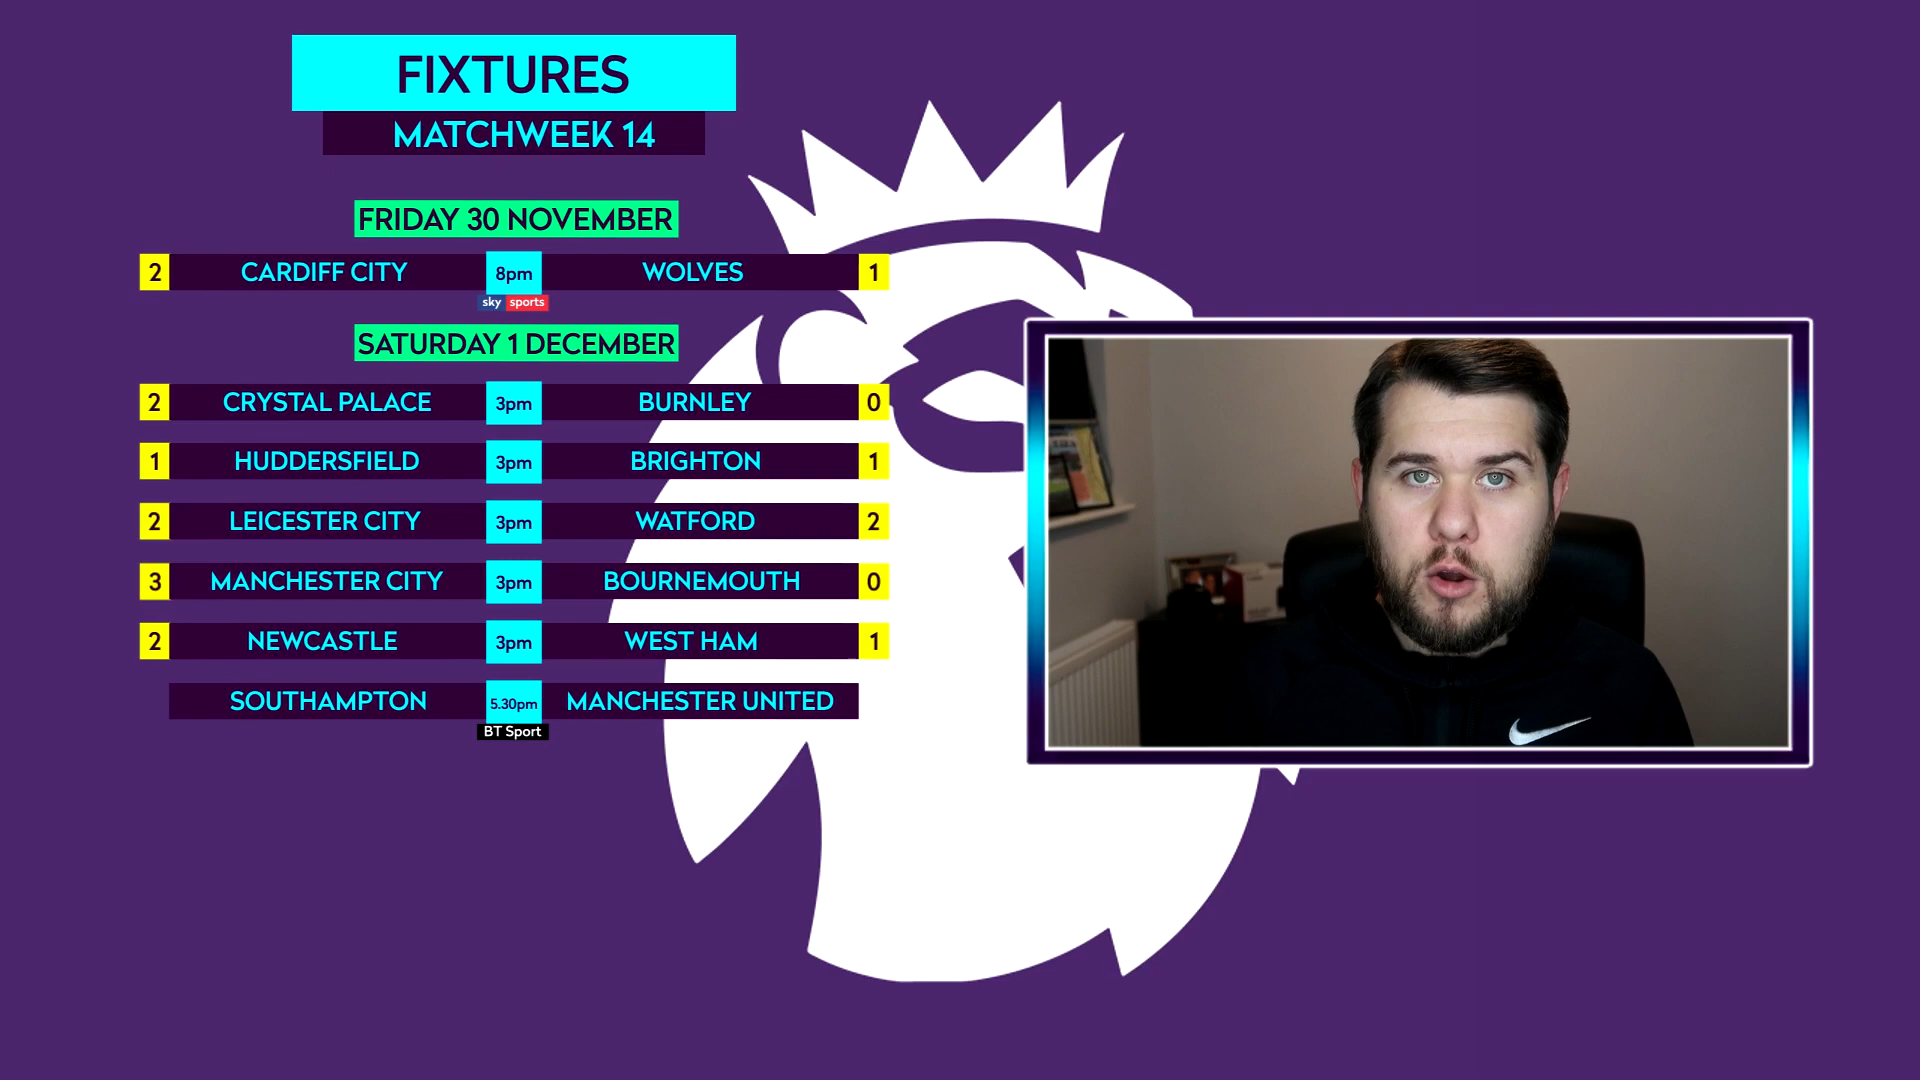 FIXTURES
MATCHWEEK 14
FRIDAY 30 NOVEMBER
2 CARDIFF CITY 8pm WOLVES 1
sky sports
SATURDAY 1 DECEMBER
2 CRYSTAL PALACE 3pm BURNLEY 0
1 HUDDERSFIELD 3pm BRIGHTON 1
2 LEICESTER CITY 3pm WATFORD 2
3 MANCHESTER CITY 3pm BOURNEMOUTH 0
2 NEWCASTLE 3pm WEST HAM 1
SOUTHAMPTON 5.30pm MANCHESTER UNITED
BT Sport